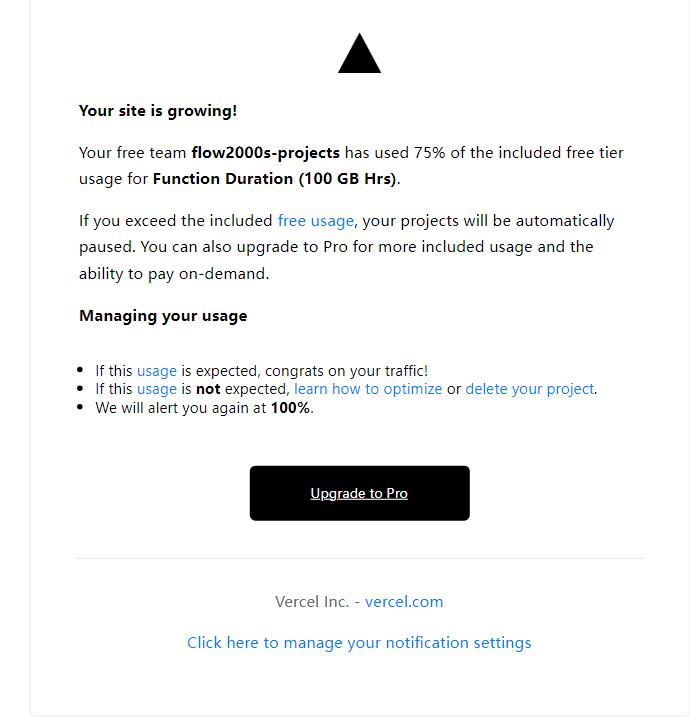 Your site is growing!
Your free team flow2000s-projects has used 75% of the included free tier
usage for Function Duration (100 GB Hrs).
If you exceed the included free usage, your projects will be automatically
paused. You can also upgrade to Pro for more included usage and the
ability to pay on-demand.
Managing your usage
• If this usage is expected, congrats on your traffic!
• If this usage is not expected, learn how to optimize or delete your project.
• We will alert you again at 100%.
Upgrade to Pro
Vercel Inc. - vercel.com
Click here to manage your notification settings